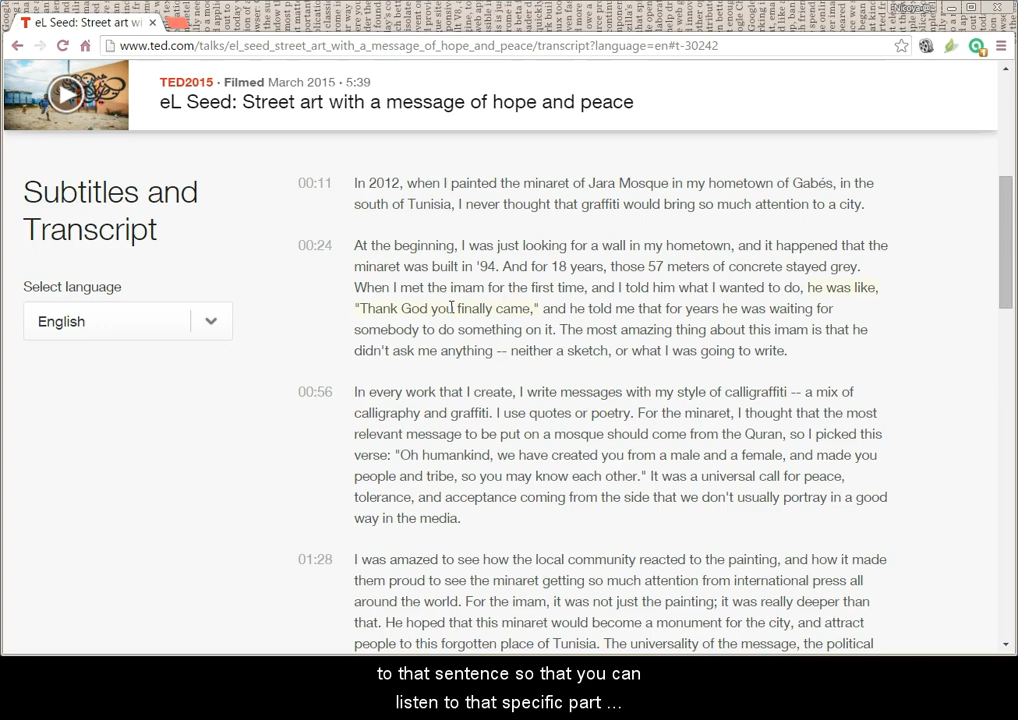 eL Seed: Street art wi
www.ted.com/talks/el_seed_street_art_with_a_message_of_hope_and_peace/transcript?language=en#t-30242
TED2015 · Filmed March 2015 · 5:39
eL Seed: Street art with a message of hope and peace
Subtitles and
Transcript
Select language
English
00:11
In 2012, when I painted the minaret of Jara Mosque in my hometown of Gabés, in the
south of Tunisia, I never thought that graffiti would bring so much attention to a city.
00:24
At the beginning, I was just looking for a wall in my hometown, and it happened that the
minaret was built in '94. And for 18 years, those 57 meters of concrete stayed grey.
When I met the imam for the first time, and I told him what I wanted to do, he was like,
"Thank God you finally came," and he told me that for years he was waiting for
somebody to do something on it. The most amazing thing about this imam is that he
didn't ask me anything -- neither a sketch, or what I was going to write.
00:56
In every work that I create, I write messages with my style of calligraffiti -- a mix of
calligraphy and graffiti. I use quotes or poetry. For the minaret, I thought that the most
relevant message to be put on a mosque should come from the Quran, so I picked this
verse: "Oh humankind, we have created you from a male and a female, and made you
people and tribe, so you may know each other." It was a universal call for peace,
tolerance, and acceptance coming from the side that we don't usually portray in a good
way in the media.
01:28
I was amazed to see how the local community reacted to the painting, and how it made
them proud to see the minaret getting so much attention from international press all
around the world. For the imam, it was not just the painting; it was really deeper than
that. He hoped that this minaret would become a monument for the city, and attract
people to this forgotten place of Tunisia. The universality of the message, the political
to that sentence so that you can
listen to that specific part ...